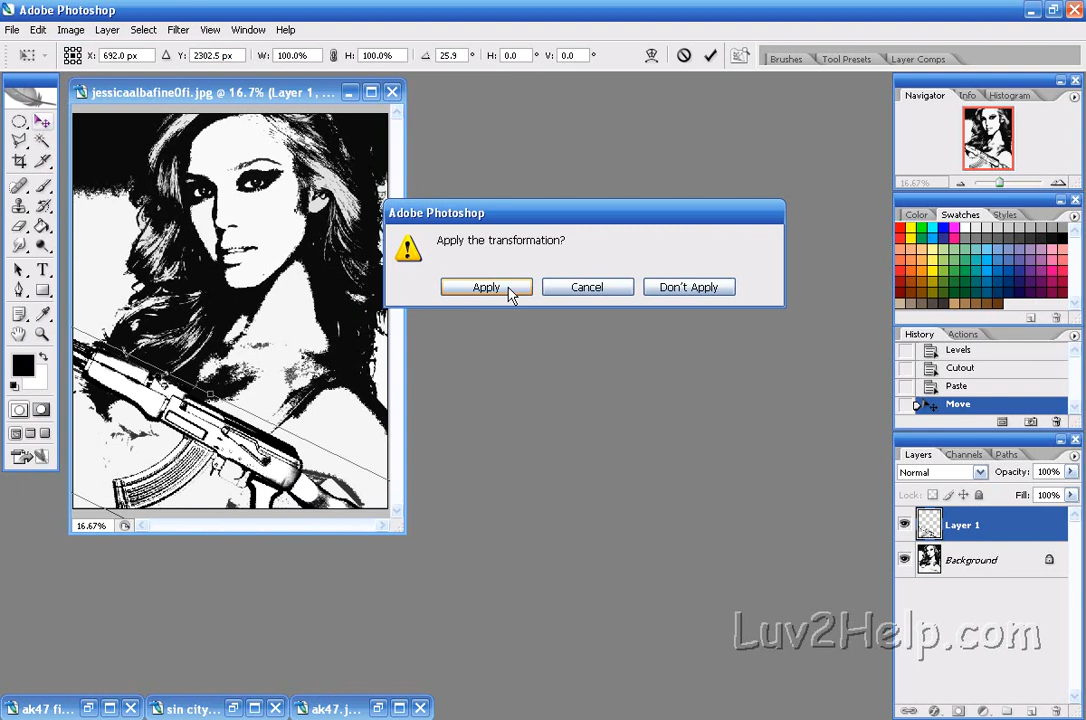 Adobe Photoshop
File Edit Image Layer Select Filter View Window Help
X: 692.0 px Y: 2302.5 px W: 100.0% H: 100.0% 25.9 ° H: 0.0 ° V: 0.0 ° Brushes Tool Presets Layer Comps
jessicaalbafine0fi.jpg @ 16.7% (Layer 1, ...
Navigator Info Histogram
16.67%
Adobe Photoshop
Apply the transformation?
Apply Cancel Don't Apply
Color Swatches Styles
History Actions
Levels
Cutout
Paste
Move
Layers Channels Paths
Normal Opacity: 100%
Lock: Fill: 100%
Layer 1
Background
16.67%
Luv2Help.com
ak47 fi... sin city... ak47.j...